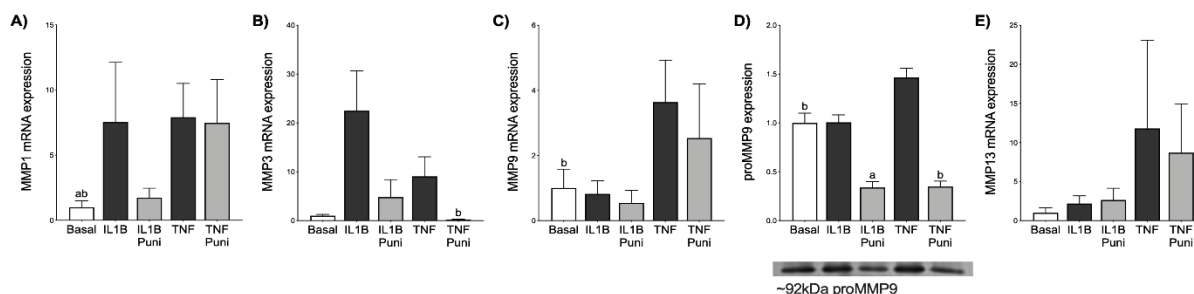 A)
MMP1 mRNA expression
15
10
5
0
ab
Basal IL1B IL1B TNF TNF
Puni Puni
B)
MMP3 mRNA expression
40
30
20
10
0
b
Basal IL1B IL1B TNF TNF
Puni Puni
C)
MMP9 mRNA expression
6
4
2
0
b
Basal IL1B IL1B TNF TNF
Puni Puni
D)
proMMP9 expression
2.0
1.5
1.0
0.5
0.0
b
a
b
Basal IL1B IL1B TNF TNF
Puni Puni
~92kDa proMMP9
E)
MMP13 mRNA expression
25
20
15
10
5
0
Basal IL1B IL1B TNF TNF
Puni Puni